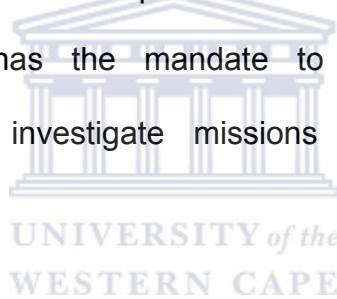 has the mandate to
investigate missions
UNIVERSITY of the
WESTERN CAPE